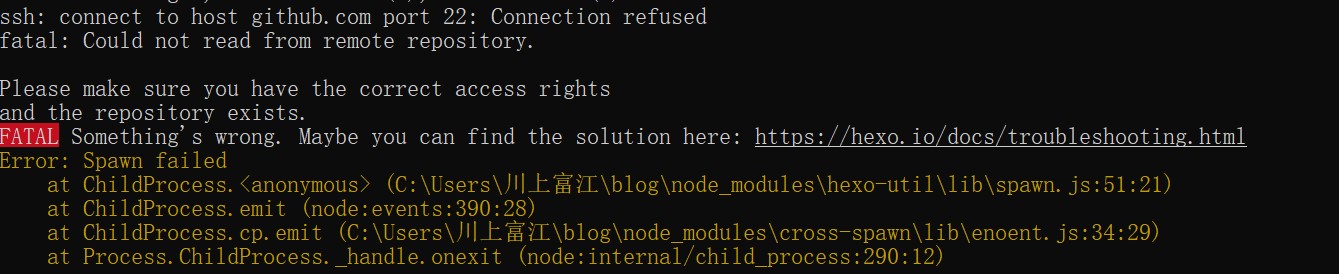 ssh: connect to host github.com port 22: Connection refused
fatal: Could not read from remote repository.
Please make sure you have the correct access rights
and the repository exists.
FATAL Something's wrong. Maybe you can find the solution here: https://hexo.io/docs/troubleshooting.html
Error: Spawn failed
    at ChildProcess.<anonymous> (C:\Users\川上富江\blog\node_modules\hexo-util\lib\spawn.js:51:21)
    at ChildProcess.emit (node:events:390:28)
    at ChildProcess.cp.emit (C:\Users\川上富江\blog\node_modules\cross-spawn\lib\enoent.js:34:29)
    at Process.ChildProcess._handle.onexit (node:internal/child_process:290:12)